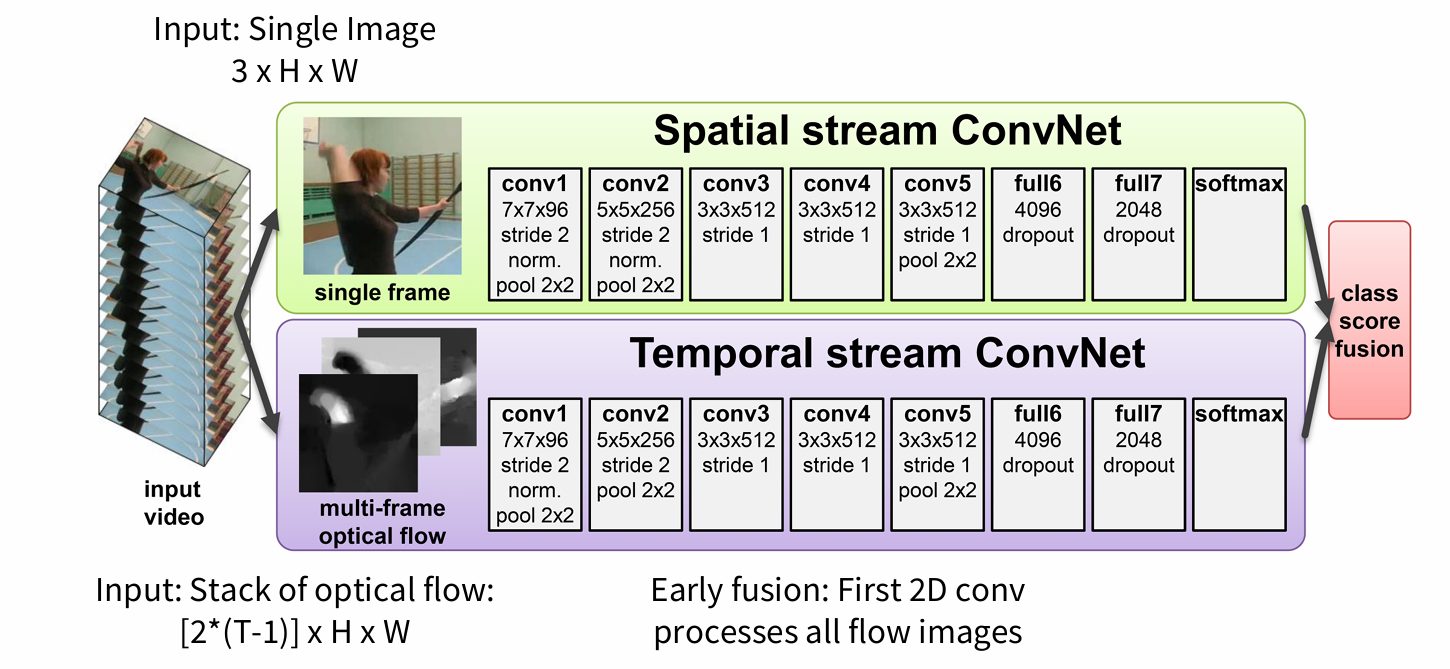 Input: Single Image
3 x H x W
Spatial stream ConvNet
single frame
conv1
7x7x96
stride 2
norm.
pool 2x2
conv2
5x5x256
stride 2
norm.
pool 2x2
conv3
3x3x512
stride 1
conv4
3x3x512
stride 1
conv5
3x3x512
stride 1
pool 2x2
full6
4096
dropout
full7
2048
dropout
softmax
input
video
Temporal stream ConvNet
multi-frame
optical flow
conv1
7x7x96
stride 2
norm.
pool 2x2
conv2
5x5x256
stride 2
pool 2x2
conv3
3x3x512
stride 1
conv4
3x3x512
stride 1
conv5
3x3x512
stride 1
pool 2x2
full6
4096
dropout
full7
2048
dropout
softmax
class
score
fusion
Input: Stack of optical flow:
[2*(T-1)] x H x W
Early fusion: First 2D conv
processes all flow images